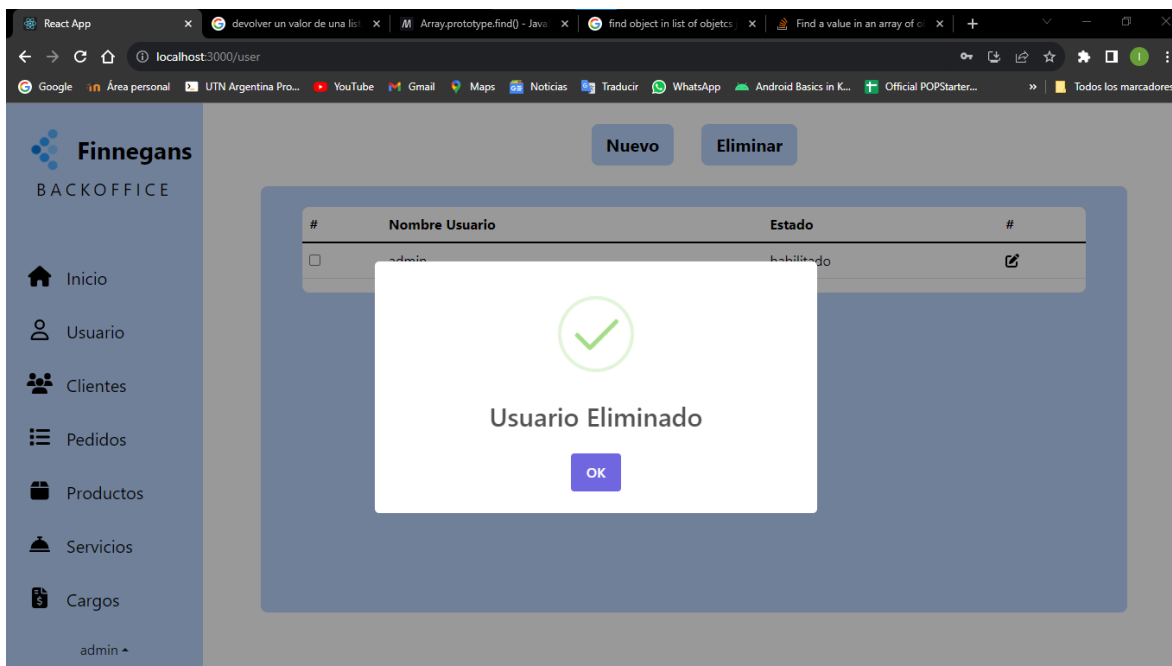 React App
devolver un valor de una list
Array.prototype.find() - Java
find object in list of objetcs j
Find a value in an array of o
localhost:3000/user
Google
Área personal
UTN Argentina Pro...
YouTube
Gmail
Maps
Noticias
Traducir
WhatsApp
Android Basics in K...
Official POPStarter...
»
Todos los marcadores
Finnegans
BACKOFFICE
Nuevo
Eliminar
# Nombre Usuario Estado #
admin habilitado
Inicio
Usuario
Clientes
Pedidos
Productos
Servicios
Cargos
admin
Usuario Eliminado
OK